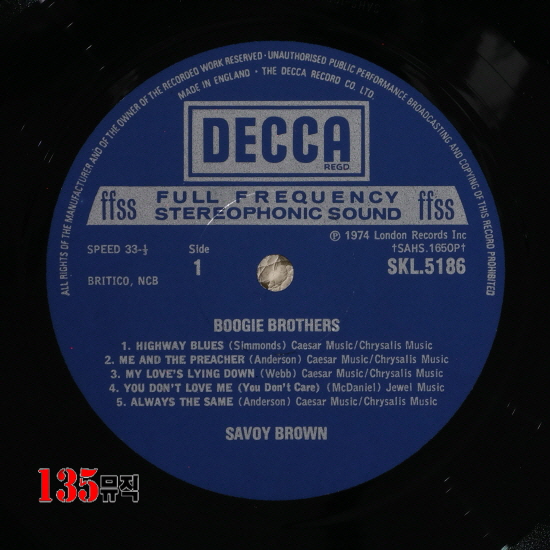 ALL RIGHTS OF THE MANUFACTURER AND OF THE OWNER OF THE RECORDED WORK RESERVED · UNAUTHORISED PUBLIC PERFORMANCE BROADCASTING AND COPYING OF THIS RECORD PROHIBITED
MADE IN ENGLAND · THE DECCA RECORD CO. LTD.
DECCA
REGD.
ffss FULL FREQUENCY ffss
STEREOPHONIC SOUND
℗ 1974 London Records Inc
SPEED 33-⅓ Side †SAHS.1650P†
1 SKL.5186
BRITICO, NCB
BOOGIE BROTHERS
1. HIGHWAY BLUES (Simmonds) Caesar Music/Chrysalis Music
2. ME AND THE PREACHER (Anderson) Caesar Music/Chrysalis Music
3. MY LOVE'S LYING DOWN (Webb) Caesar Music/Chrysalis Music
4. YOU DON'T LOVE ME (You Don't Care) (McDaniel) Jewel Music
5. ALWAYS THE SAME (Anderson) Caesar Music/Chrysalis Music
SAVOY BROWN
135뮤직